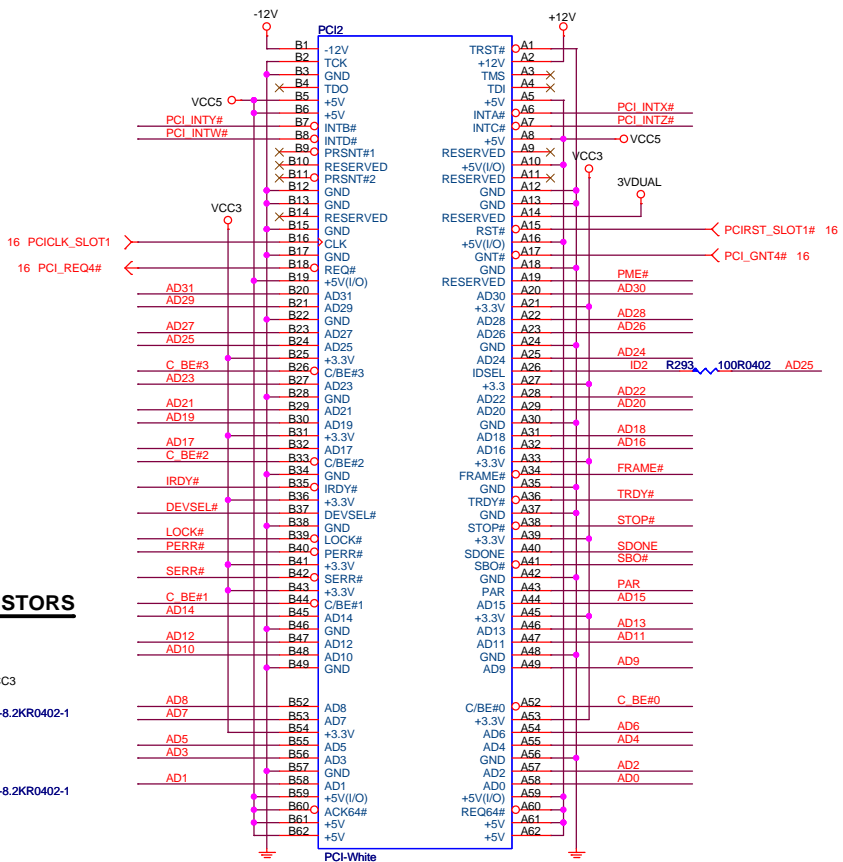 -12V +12V
PCI2
B1 -12V TRST# A1
B2 TCK +12V A2
B3 GND TMS A3
B4 TDO TDI A4
VCC5 B5 +5V +5V A5
B6 +5V INTA# A6 PCI_INTX#
PCI_INTY# B7 INTB# INTC# A7 PCI_INTZ#
PCI_INTW# B8 INTD# +5V A8 VCC5
B9 PRSNT#1 RESERVED A9
B10 RESERVED +5V(I/O) A10 VCC3
B11 PRSNT#2 RESERVED A11
B12 GND GND A12 3VDUAL
B13 GND GND A13
VCC3 B14 RESERVED RESERVED A14
B15 GND RST# A15 PCIRST_SLOT1# 16
16 PCICLK_SLOT1 B16 CLK +5V(I/O) A16
B17 GND GNT# A17 PCI_GNT4# 16
16 PCI_REQ4# B18 REQ# GND A18
B19 +5V(I/O) RESERVED A19 PME#
AD31 B20 AD31 AD30 A20 AD30
AD29 B21 AD29 +3.3V A21
B22 GND AD28 A22 AD28
AD27 B23 AD27 AD26 A23 AD26
AD25 B24 AD25 GND A24
B25 +3.3V AD24 A25 AD24
C_BE#3 B26 C/BE#3 IDSEL A26 ID2 R293 100R0402 AD25
AD23 B27 AD23 +3.3 A27
B28 GND AD22 A28 AD22
AD21 B29 AD21 AD20 A29 AD20
AD19 B30 AD19 GND A30
B31 +3.3V AD18 A31 AD18
AD17 B32 AD17 AD16 A32 AD16
C_BE#2 B33 C/BE#2 +3.3V A33
B34 GND FRAME# A34 FRAME#
IRDY# B35 IRDY# GND A35
B36 +3.3V TRDY# A36 TRDY#
DEVSEL# B37 DEVSEL# GND A37
B38 GND STOP# A38 STOP#
LOCK# B39 LOCK# +3.3V A39
PERR# B40 PERR# SDONE A40 SDONE
B41 +3.3V SBO# A41 SBO#
SERR# B42 SERR# GND A42
B43 +3.3V PAR A43 PAR
C_BE#1 B44 C/BE#1 AD15 A44 AD15
STORS
AD14 B45 AD14 +3.3V A45
B46 GND AD13 A46 AD13
AD12 B47 AD12 AD11 A47 AD11
AD10 B48 AD10 GND A48
B49 GND AD9 A49 AD9
CC3
AD8 B52 AD8 C/BE#0 A52 C_BE#0
-8.2KR0402-1
AD7 B53 AD7 +3.3V A53
B54 +3.3V AD6 A54 AD6
AD5 B55 AD5 AD4 A55 AD4
AD3 B56 AD3 GND A56
B57 GND AD2 A57 AD2
AD1 B58 AD1 AD0 A58 AD0
-8.2KR0402-1
B59 +5V(I/O) +5V(I/O) A59
B60 ACK64# REQ64# A60
B61 +5V +5V A61
B62 +5V +5V A62
PCI-White